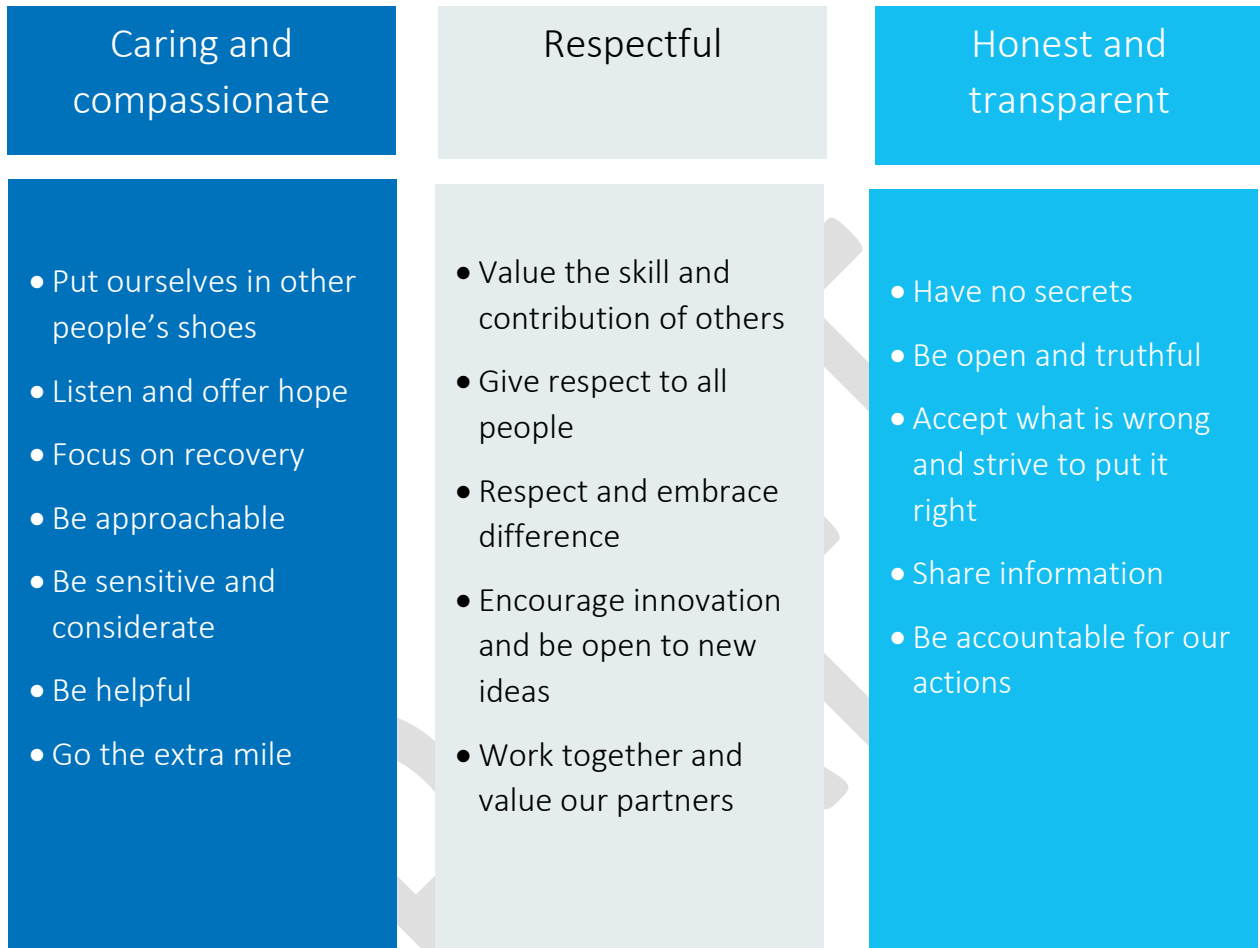 Caring and
compassionate
• Put ourselves in other
people’s shoes
• Listen and offer hope
• Focus on recovery
• Be approachable
• Be sensitive and
considerate
• Be helpful
• Go the extra mile
Respectful
• Value the skill and
contribution of others
• Give respect to all
people
• Respect and embrace
difference
• Encourage innovation
and be open to new
ideas
• Work together and
value our partners
Honest and
transparent
• Have no secrets
• Be open and truthful
• Accept what is wrong
and strive to put it
right
• Share information
• Be accountable for our
actions